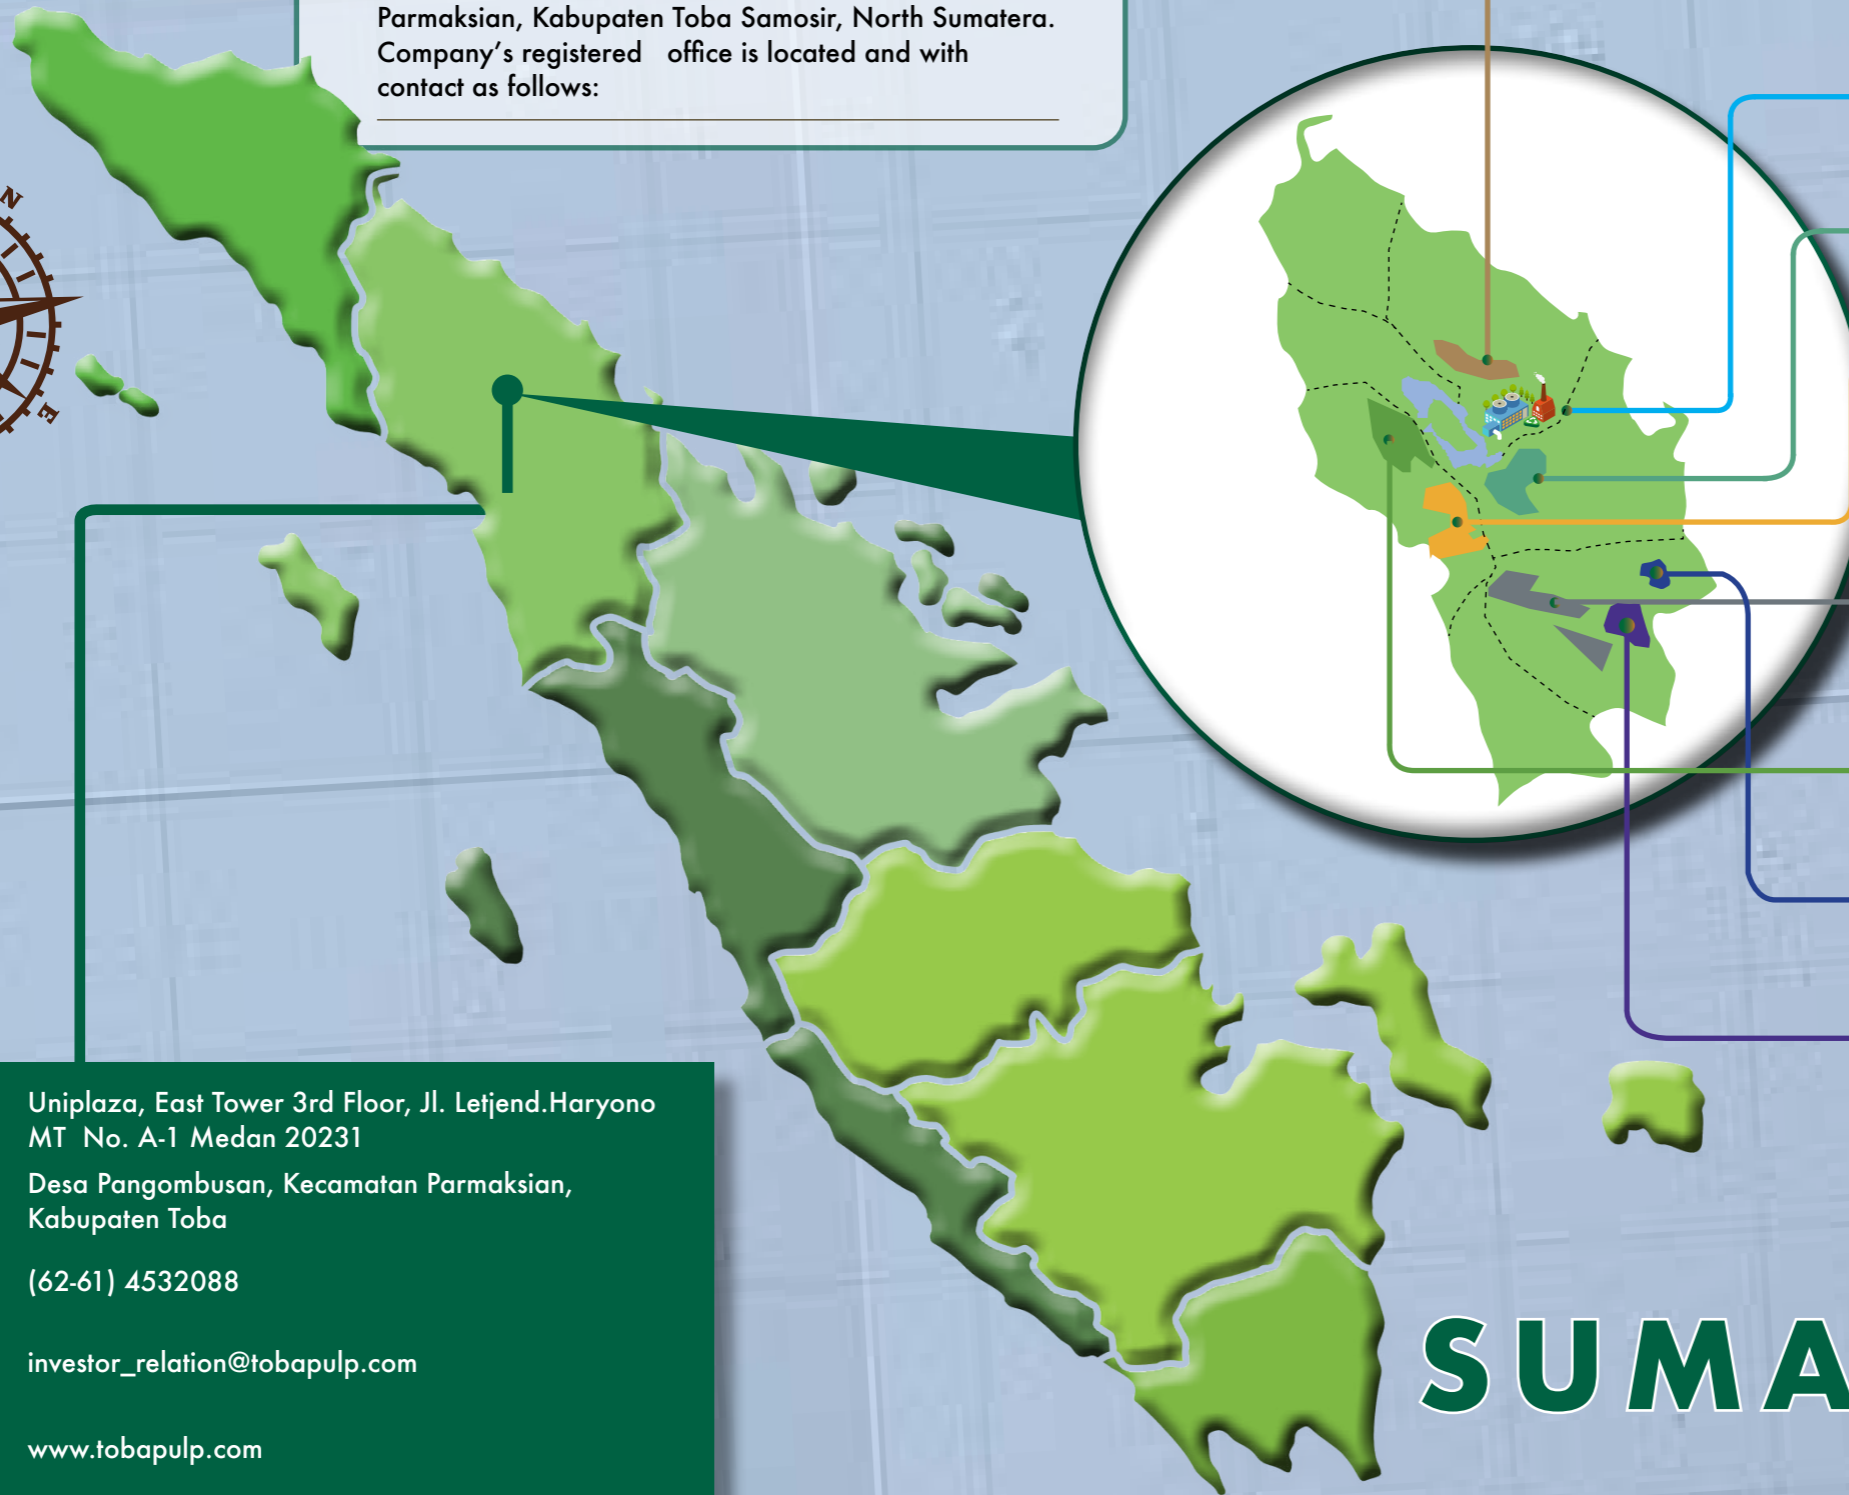 Parmaksian, Kabupaten Toba Samosir, North Sumatera.
Company's registered office is located and with
contact as follows:
N
E
Uniplaza, East Tower 3rd Floor, Jl. Letjend.Haryono
MT No. A-1 Medan 20231
Desa Pangombusan, Kecamatan Parmaksian,
Kabupaten Toba
(62-61) 4532088
investor_relation@tobapulp.com
www.tobapulp.com
SUMA